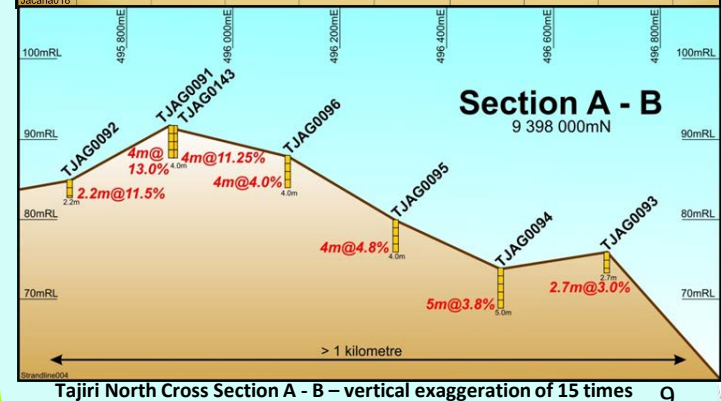 Jacana018
495 800mE
496 000mE
496 200mE
496 400mE
496 600mE
496 800mE
100mRL
100mRL
Section A - B
9 398 000mN
TJAG0092
TJAG0091
TJAG0143
TJAG0096
TJAG0095
TJAG0094
TJAG0093
90mRL
90mRL
4m@
13.0%
4.0m
4m@11.25%
2.2m@11.5%
2.2m
4m@4.0%
4.0m
80mRL
80mRL
4m@4.8%
4.0m
5m@3.8%
5.0m
2.7m@3.0%
2.7m
70mRL
70mRL
> 1 kilometre
Strandline004
Tajiri North Cross Section A - B – vertical exaggeration of 15 times
9